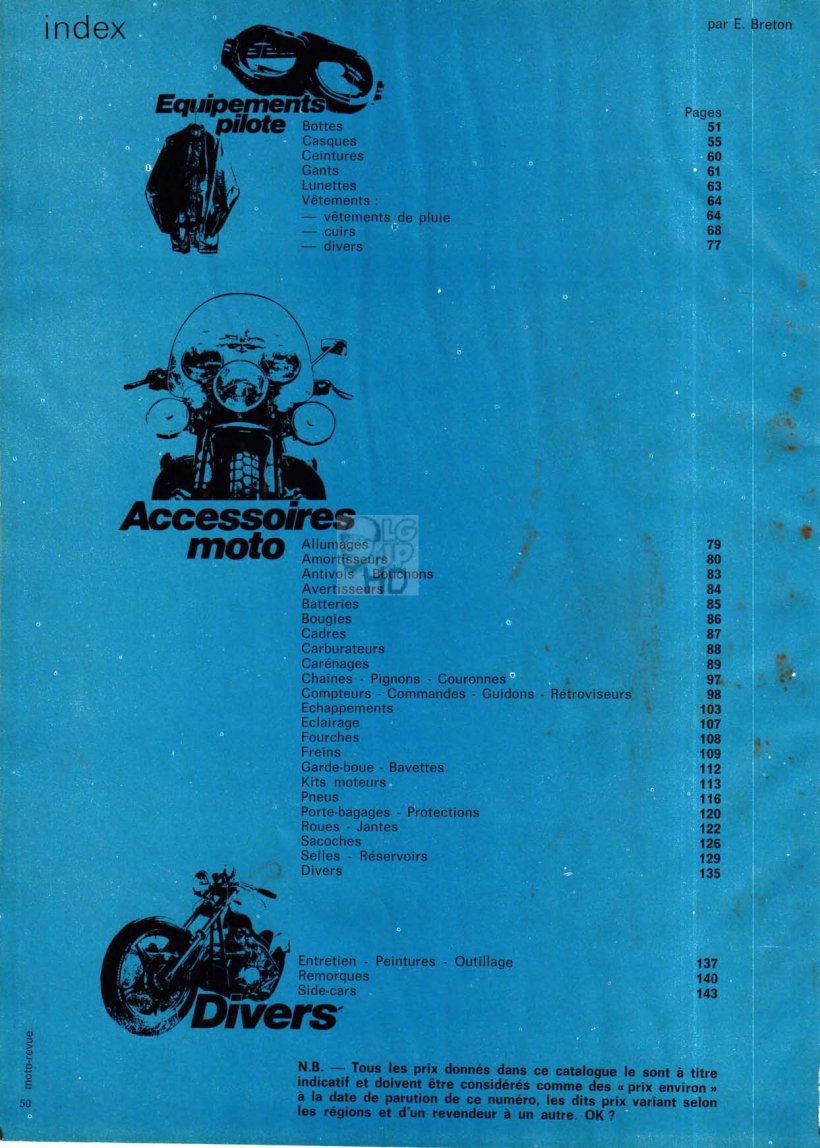 index
par E. Breton
Equipements
pilote
Pages
Bottes 51
Casques 55
Ceintures 60
Gants 61
Lunettes 63
Vêtements : 64
— vêtements de pluie 64
— cuirs 68
— divers 77
Accessoires
moto
Allumages 79
Amortisseurs 80
Antivols - Bouchons 83
Avertisseurs 84
Batteries 85
Bougies 86
Cadres 87
Carburateurs 88
Carénages 89
Chaînes - Pignons - Couronnes 97
Compteurs - Commandes - Guidons - Rétroviseurs 98
Echappements 103
Eclairage 107
Fourches 108
Freins 109
Garde-boue - Bavettes 112
Kits moteurs 113
Pneus 116
Porte-bagages - Protections 120
Roues - Jantes 122
Sacoches 126
Selles - Réservoirs 129
Divers 135
Entretien - Peintures - Outillage 137
Remorques 140
Side-cars 143
Divers
N.B. — Tous les prix donnés dans ce catalogue le sont à titre
indicatif et doivent être considérés comme des « prix environ »
à la date de parution de ce numéro, les dits prix variant selon
les régions et d'un revendeur à un autre. OK ?
moto-revue
50